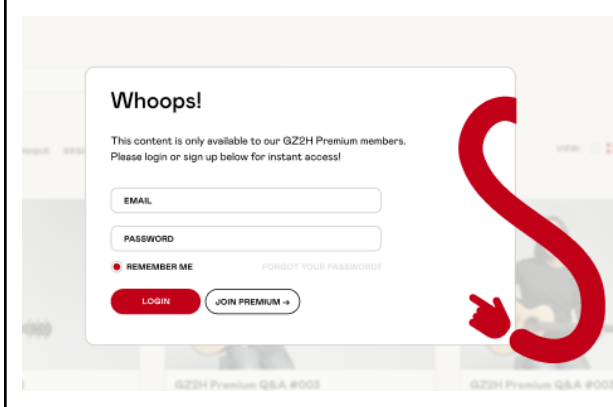 Whoops!
This content is only available to our GZ2H Premium members.
Please login or sign up below for instant access!
VIEW:
EMAIL
PASSWORD
REMEMBER ME
FORGOT YOUR PASSWORD?
LOGIN
JOIN PREMIUM →
GZ2H Premium Q&A #003
GZ2H Premium Q&A #003